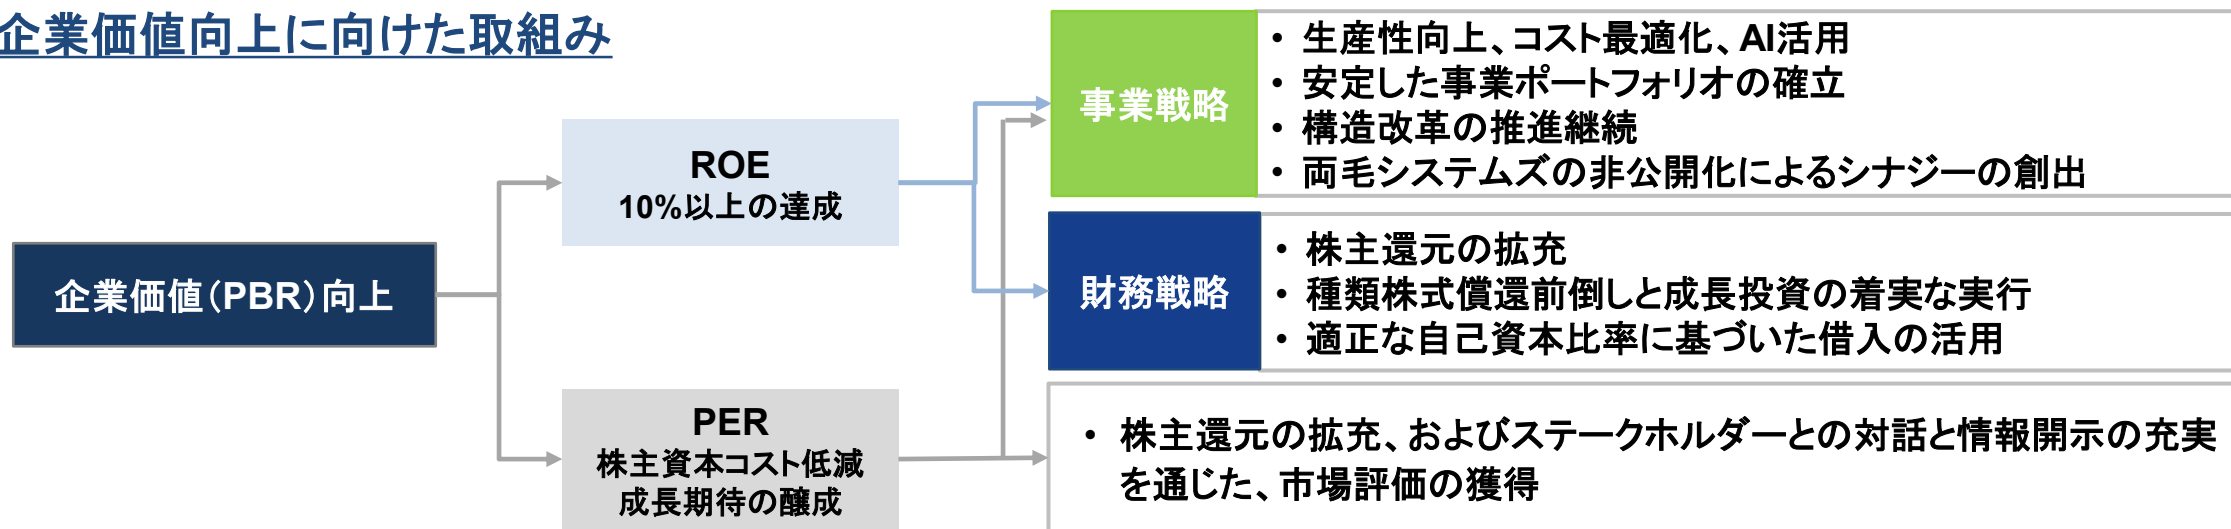 企業価値向上に向けた取組み
企業価値（PBR）向上
ROE
10%以上の達成
PER
株主資本コスト低減
成長期待の醸成
事業戦略
・ 生産性向上、コスト最適化、AI活用
・ 安定した事業ポートフォリオの確立
・ 構造改革の推進継続
・ 両毛システムズの非公開化によるシナジーの創出
財務戦略
・ 株主還元の拡充
・ 種類株式償還前倒しと成長投資の着実な実行
・ 適正な自己資本比率に基づいた借入の活用
・ 株主還元の拡充、およびステークホルダーとの対話と情報開示の充実
を通じた、市場評価の獲得